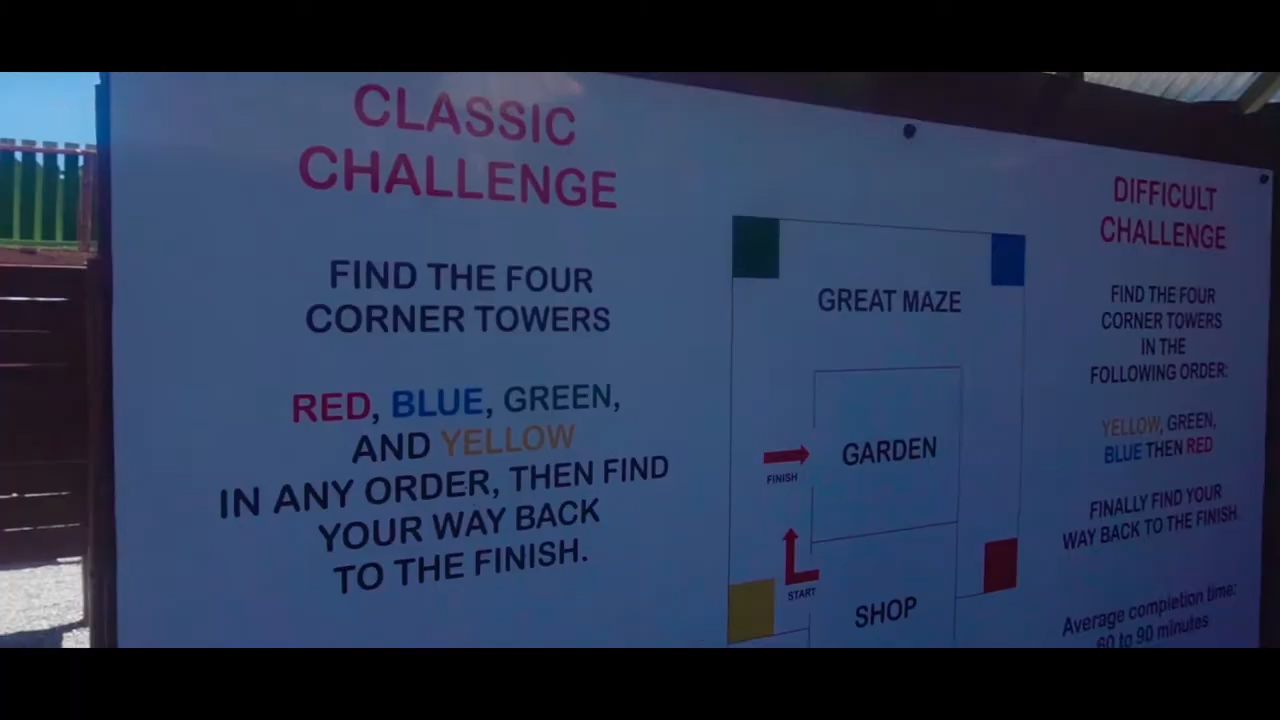 CLASSIC
CHALLENGE
FIND THE FOUR
CORNER TOWERS
RED, BLUE, GREEN,
AND YELLOW
IN ANY ORDER, THEN FIND
YOUR WAY BACK
TO THE FINISH.
GREAT MAZE
GARDEN
FINISH
START
SHOP
DIFFICULT
CHALLENGE
FIND THE FOUR
CORNER TOWERS
IN THE
FOLLOWING ORDER:
YELLOW, GREEN,
BLUE THEN RED
FINALLY FIND YOUR
WAY BACK TO THE FINISH.
Average completion time:
60 to 90 minutes